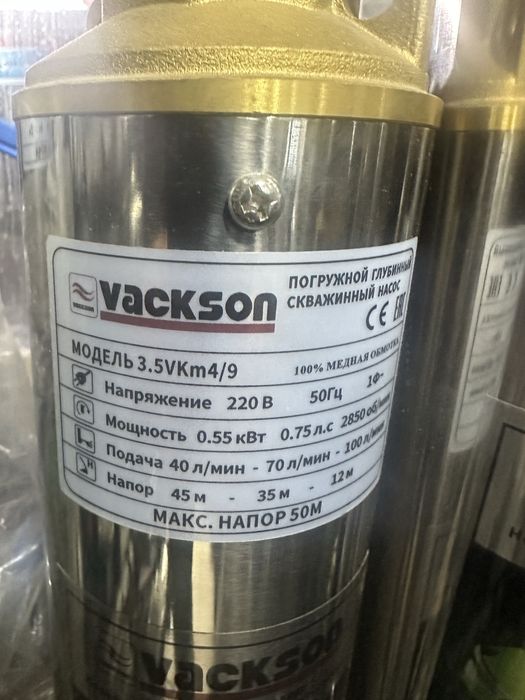 VACKSON
ПОГРУЖНОЙ ГЛУБИННЫЙ
СКВАЖИННЫЙ НАСОС
CE EAC
МОДЕЛЬ 3.5VKm4/9 100% МЕДНАЯ ОБМОТКА
Напряжение 220 В 50Гц 1Ф~
Мощность 0.55 кВт 0.75 л.с 2850 об/мин
Подача 40 л/мин - 70 л/мин - 100 л/мин
Напор 45 м - 35 м - 12 м
МАКС. НАПОР 50М
VACKSON